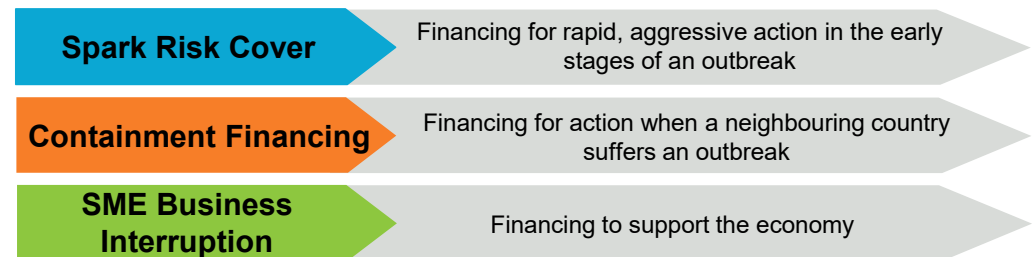 Spark Risk Cover
Financing for rapid, aggressive action in the early
stages of an outbreak
Containment Financing
Financing for action when a neighbouring country
suffers an outbreak
SME Business
Interruption
Financing to support the economy